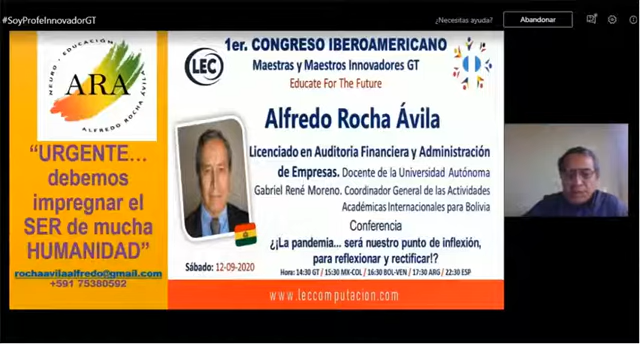 #SoyProfeInnovadorGT
¿Necesitas ayuda?
Abandonar
NEURO - EDUCACIÓN
ARA
ALFREDO ROCHA AVILA
"URGENTE...
debemos
impregnar el
SER de mucha
HUMANIDAD"
rochaavilaalfredo@gmail.com
+591 75380592
LEC
1er. CONGRESO IBEROAMERICANO
Maestras y Maestros Innovadores GT
Educate For The Future
Alfredo Rocha Ávila
Licenciado en Auditoria Financiera y Administración
de Empresas. Docente de la Universidad Autónoma
Gabriel René Moreno. Coordinador General de las Actividades
Académicas Internacionales para Bolivia
Conferencia
¿¡La pandemia... será nuestro punto de inflexión,
para reflexionar y rectificar!?
Sábado: 12-09-2020
Hora: 14:30 GT / 15:30 MX-COL / 16:30 BOL-VEN / 17:30 ARG / 22:30 ESP
www.leccomputacion.com